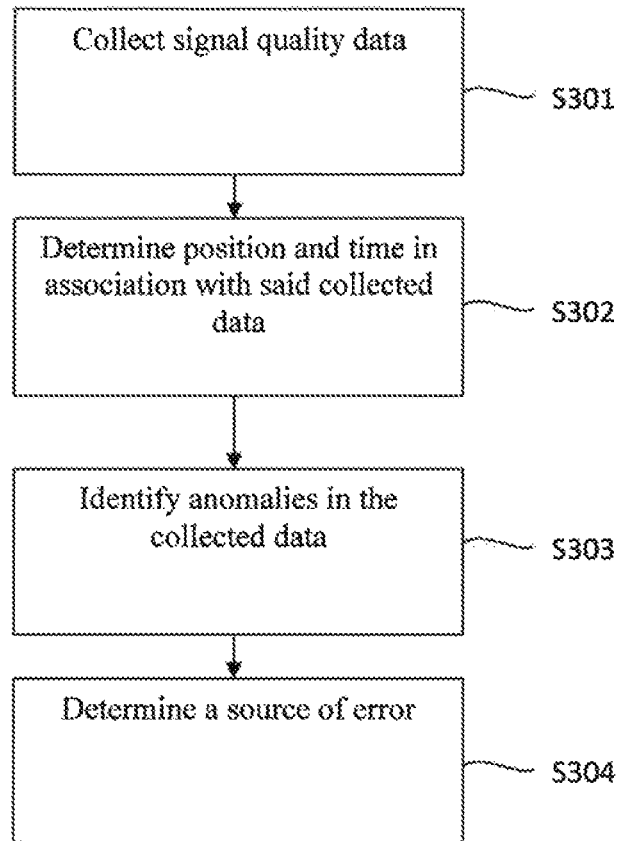 Collect signal quality data
S301
Determine position and time in
association with said collected
data
S302
Identify anomalies in the
collected data
S303
Determine a source of error
S304